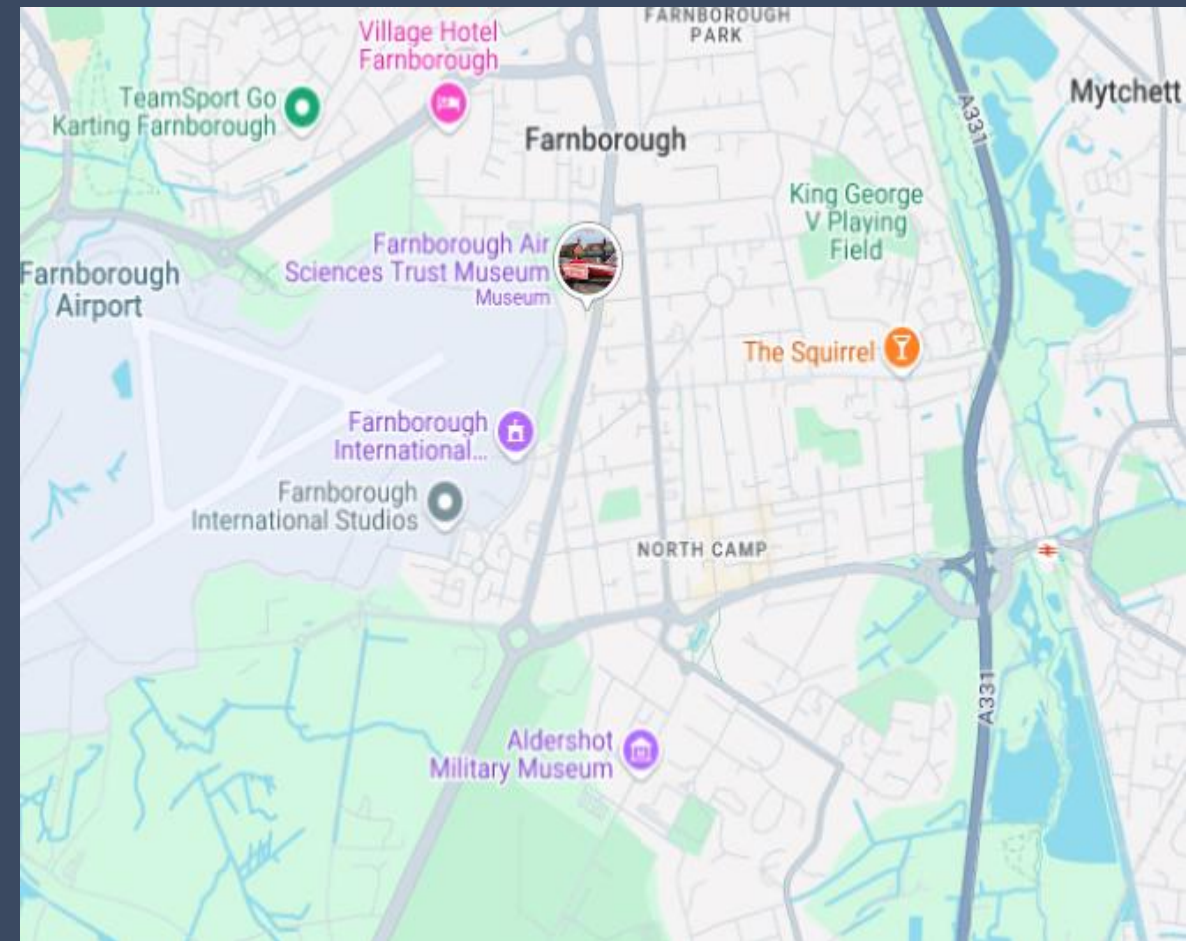 FARNBOROUGH
PARK
Village Hotel
Farnborough
TeamSport Go
Karting Farnborough
A331
Mytchett
Farnborough
King George
V Playing
Field
Farnborough Air
Sciences Trust Museum
Museum
Farnborough
Airport
The Squirrel
Farnborough
International...
Farnborough
International Studios
NORTH CAMP
A331
Aldershot
Military Museum